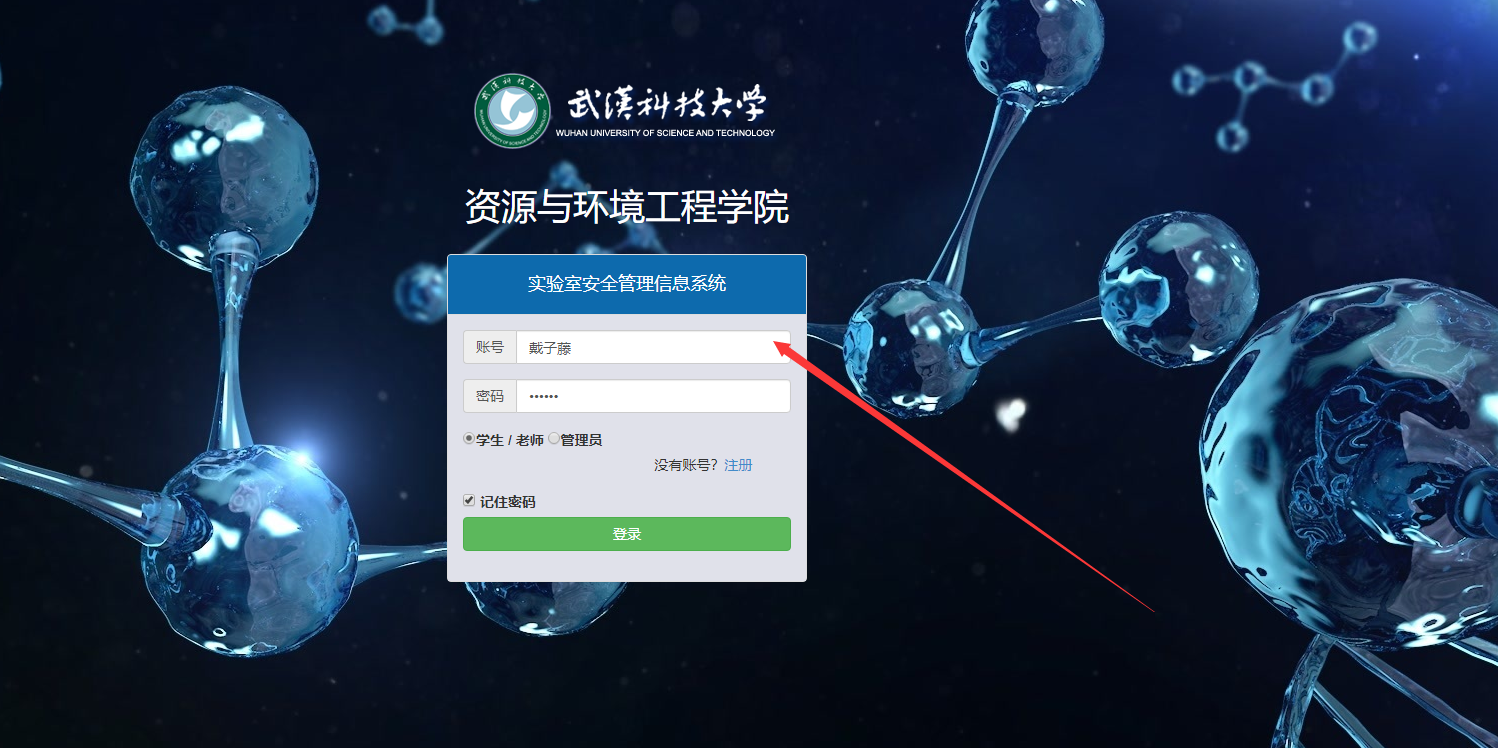 武漢科技大学
WUHAN UNIVERSITY OF SCIENCE AND TECHNOLOGY
资源与环境工程学院
实验室安全管理信息系统
账号 戴子藤
密码 ••••••
学生 / 老师 管理员
没有账号? 注册
记住密码
登录